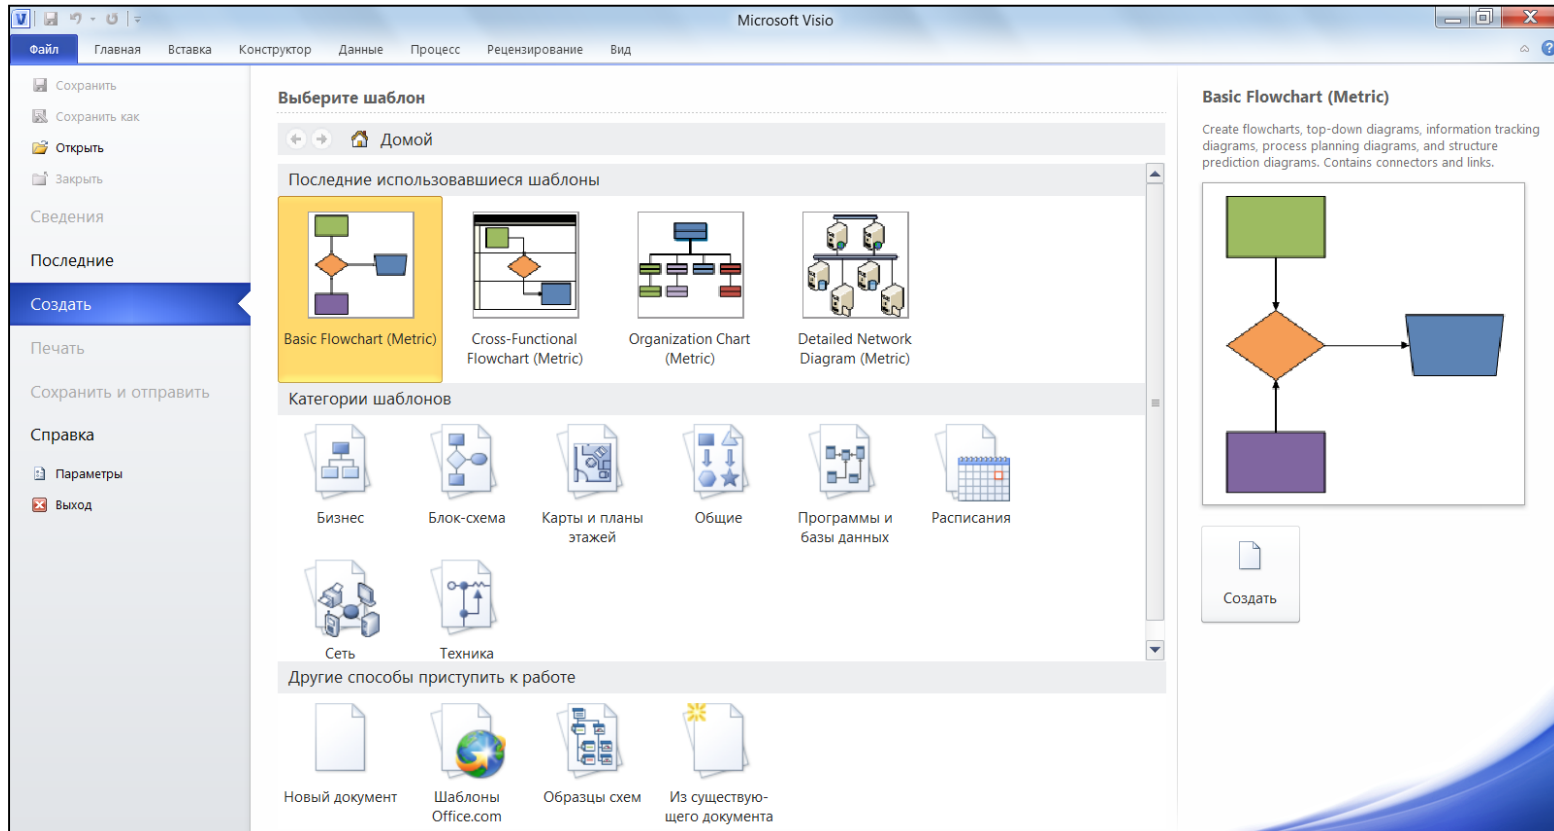 Microsoft Visio
Файл Главная Вставка Конструктор Данные Процесс Рецензирование Вид
Сохранить
Сохранить как
Открыть
Закрыть
Сведения
Последние
Создать
Печать
Сохранить и отправить
Справка
Параметры
Выход
Выберите шаблон
Домой
Последние использовавшиеся шаблоны
Basic Flowchart (Metric)
Cross-Functional
Flowchart (Metric)
Organization Chart
(Metric)
Detailed Network
Diagram (Metric)
Категории шаблонов
Бизнес
Блок-схема
Карты и планы
этажей
Общие
Программы и
базы данных
Расписания
Сеть
Техника
Другие способы приступить к работе
Новый документ
Шаблоны
Office.com
Образцы схем
Из существую-
щего документа
Basic Flowchart (Metric)
Create flowcharts, top-down diagrams, information tracking
diagrams, process planning diagrams, and structure
prediction diagrams. Contains connectors and links.
Создать